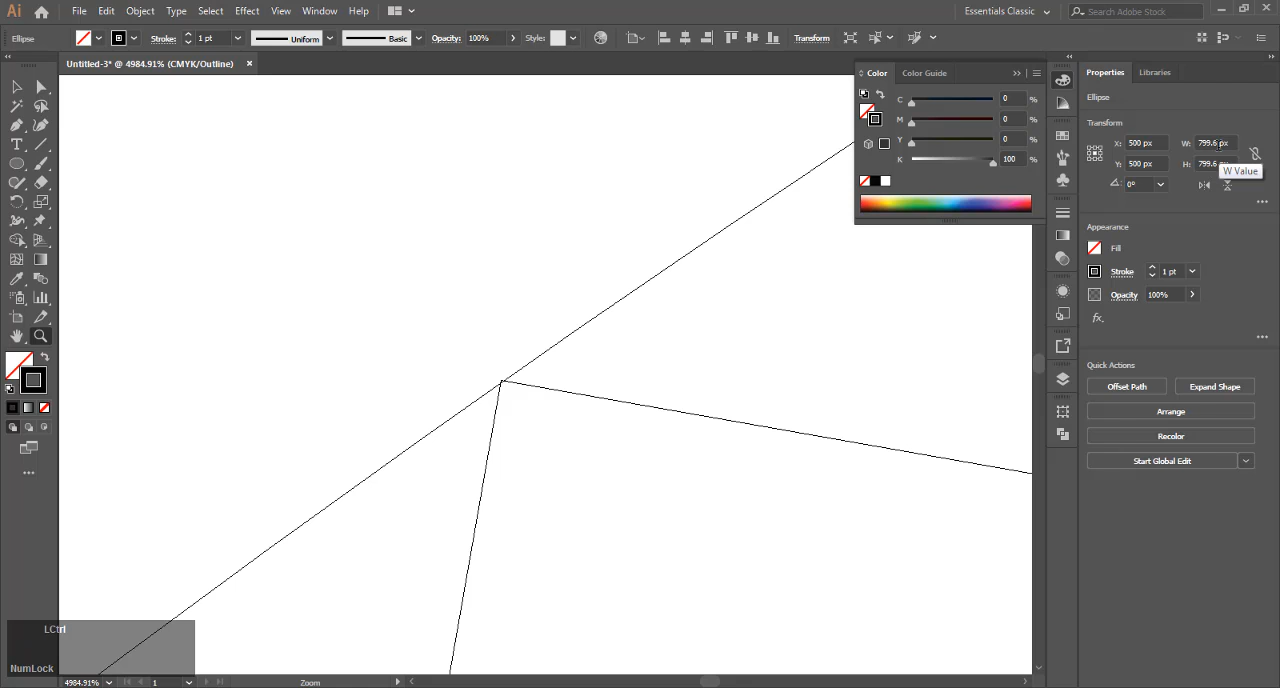 Ai File Edit Object Type Select Effect View Window Help Essentials Classic Search Adobe Stock
Ellipse Stroke: 1 pt Uniform Basic Opacity: 100% Style: Transform
Untitled-3* @ 4984.91% (CMYK/Outline) ×
Color Color Guide
C 0 %
M 0 %
Y 0 %
K 100 %
Properties Libraries
Ellipse
Transform
X: 500 px W: 799.6 px
Y: 500 px H: 799.6 px
W Value
0°
Appearance
Fill
Stroke 1 pt
Opacity 100%
fx.
Quick Actions
Offset Path Expand Shape
Arrange
Recolor
Start Global Edit
LCtrl
NumLock
4984.91% 1 Zoom